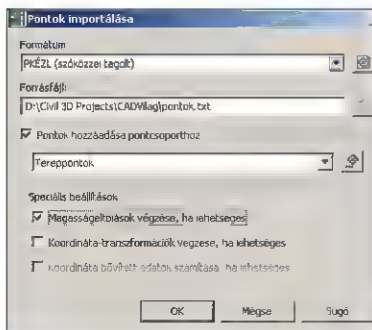 Pontok importálása
Formátum
PKÉZL (szóközzel tagolt)
Forrásfájl:
D:\Civil 3D Projects\CADVilag\pontok.txt
Pontok hozzáadása pontcsoporthoz
Tereppontok
Speciális beállítások
Magasságeltolások végzése, ha lehetséges
Koordináta-transzformációk végzése, ha lehetséges
Koordináta bővített adatok számítása, ha lehetséges
OK Mégse Súgó